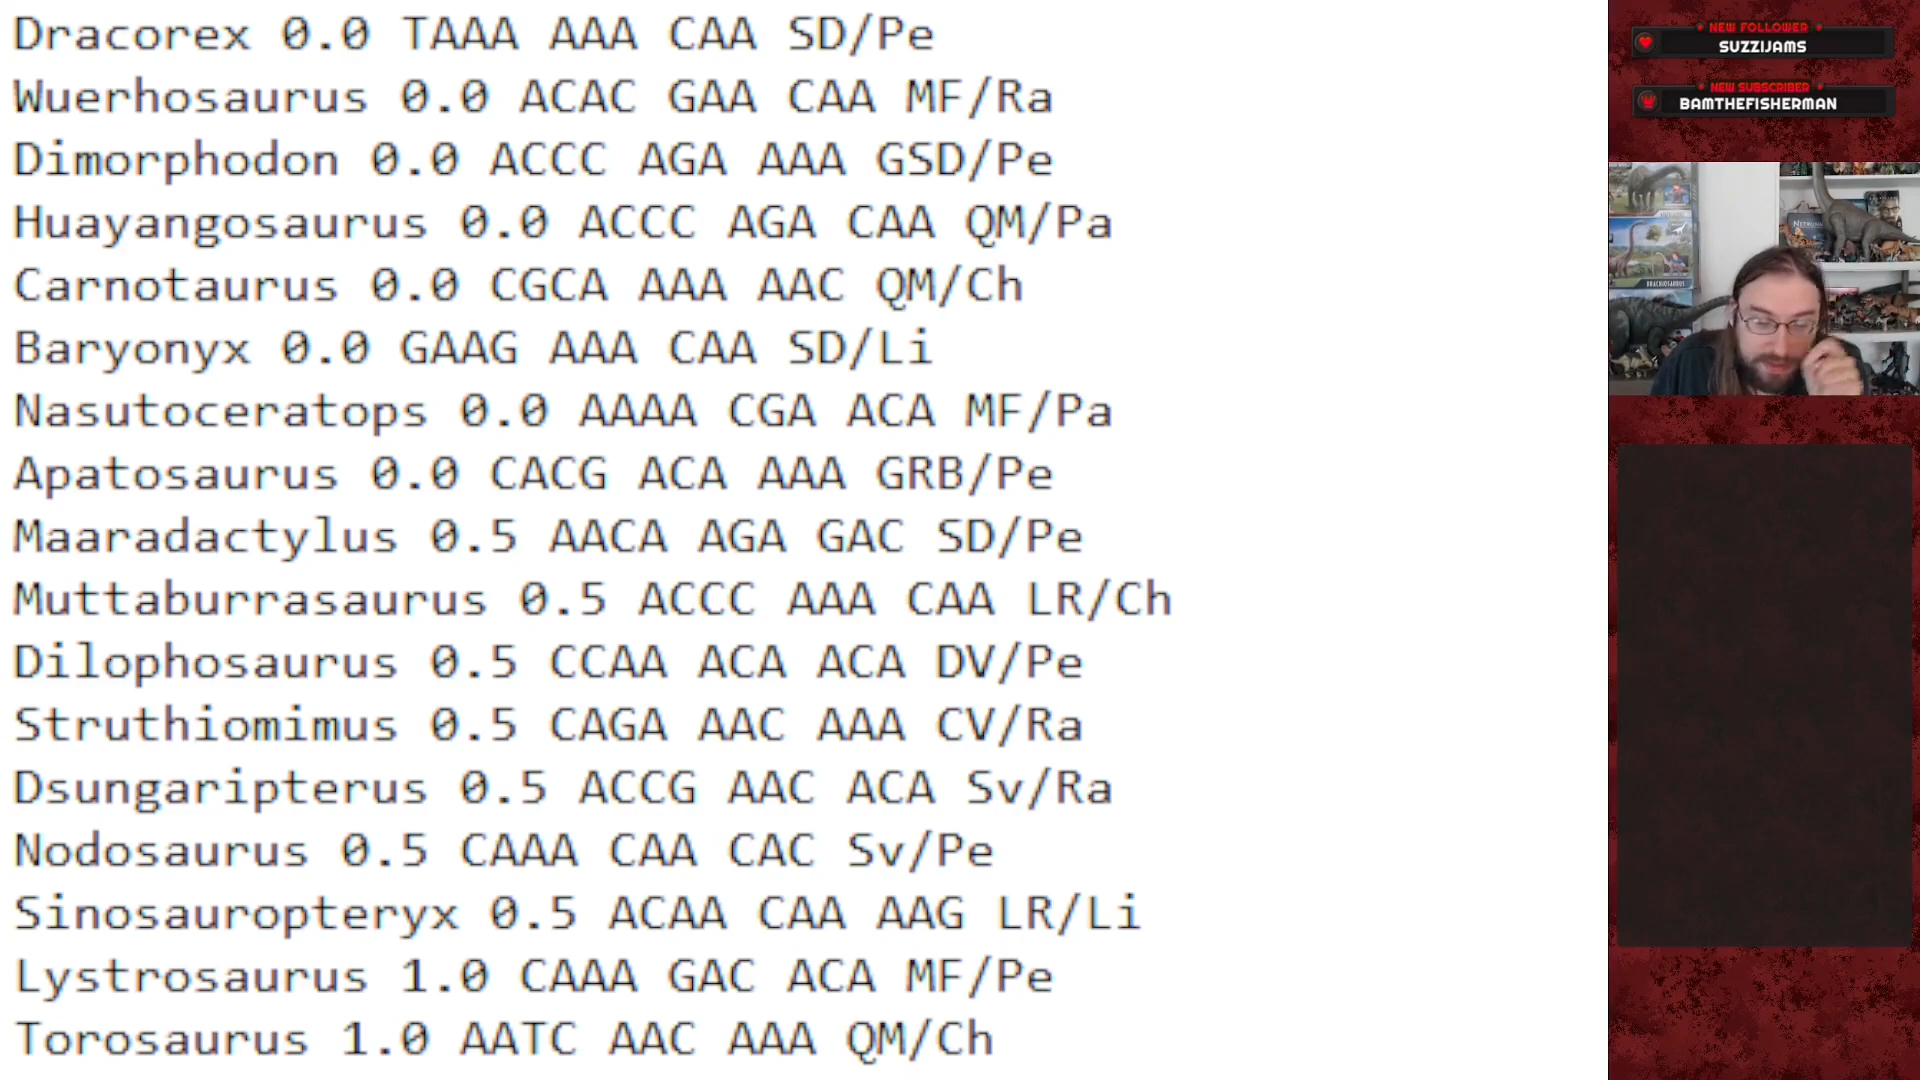 Dracorex 0.0 TAAA AAA CAA SD/Pe
Wuerhosaurus 0.0 ACAC GAA CAA MF/Ra
Dimorphodon 0.0 ACCC AGA AAA GSD/Pe
Huayangosaurus 0.0 ACCC AGA CAA QM/Pa
Carnotaurus 0.0 CGCA AAA AAC QM/Ch
Baryonyx 0.0 GAAG AAA CAA SD/Li
Nasutoceratops 0.0 AAAA CGA ACA MF/Pa
Apatosaurus 0.0 CACG ACA AAA GRB/Pe
Maaradactylus 0.5 AACA AGA GAC SD/Pe
Muttaburrasaurus 0.5 ACCC AAA CAA LR/Ch
Dilophosaurus 0.5 CCAA ACA ACA DV/Pe
Struthiomimus 0.5 CAGA AAC AAA CV/Ra
Dsungaripterus 0.5 ACCG AAC ACA Sv/Ra
Nodosaurus 0.5 CAAA CAA CAC Sv/Pe
Sinosauropteryx 0.5 ACAA CAA AAG LR/Li
Lystrosaurus 1.0 CAAA GAC ACA MF/Pe
Torosaurus 1.0 AATC AAC AAA QM/Ch
NEW FOLLOWER
SUZZIJAMS
NEW SUBSCRIBER
BAMTHEFISHERMAN
BRACHIOSAURUS